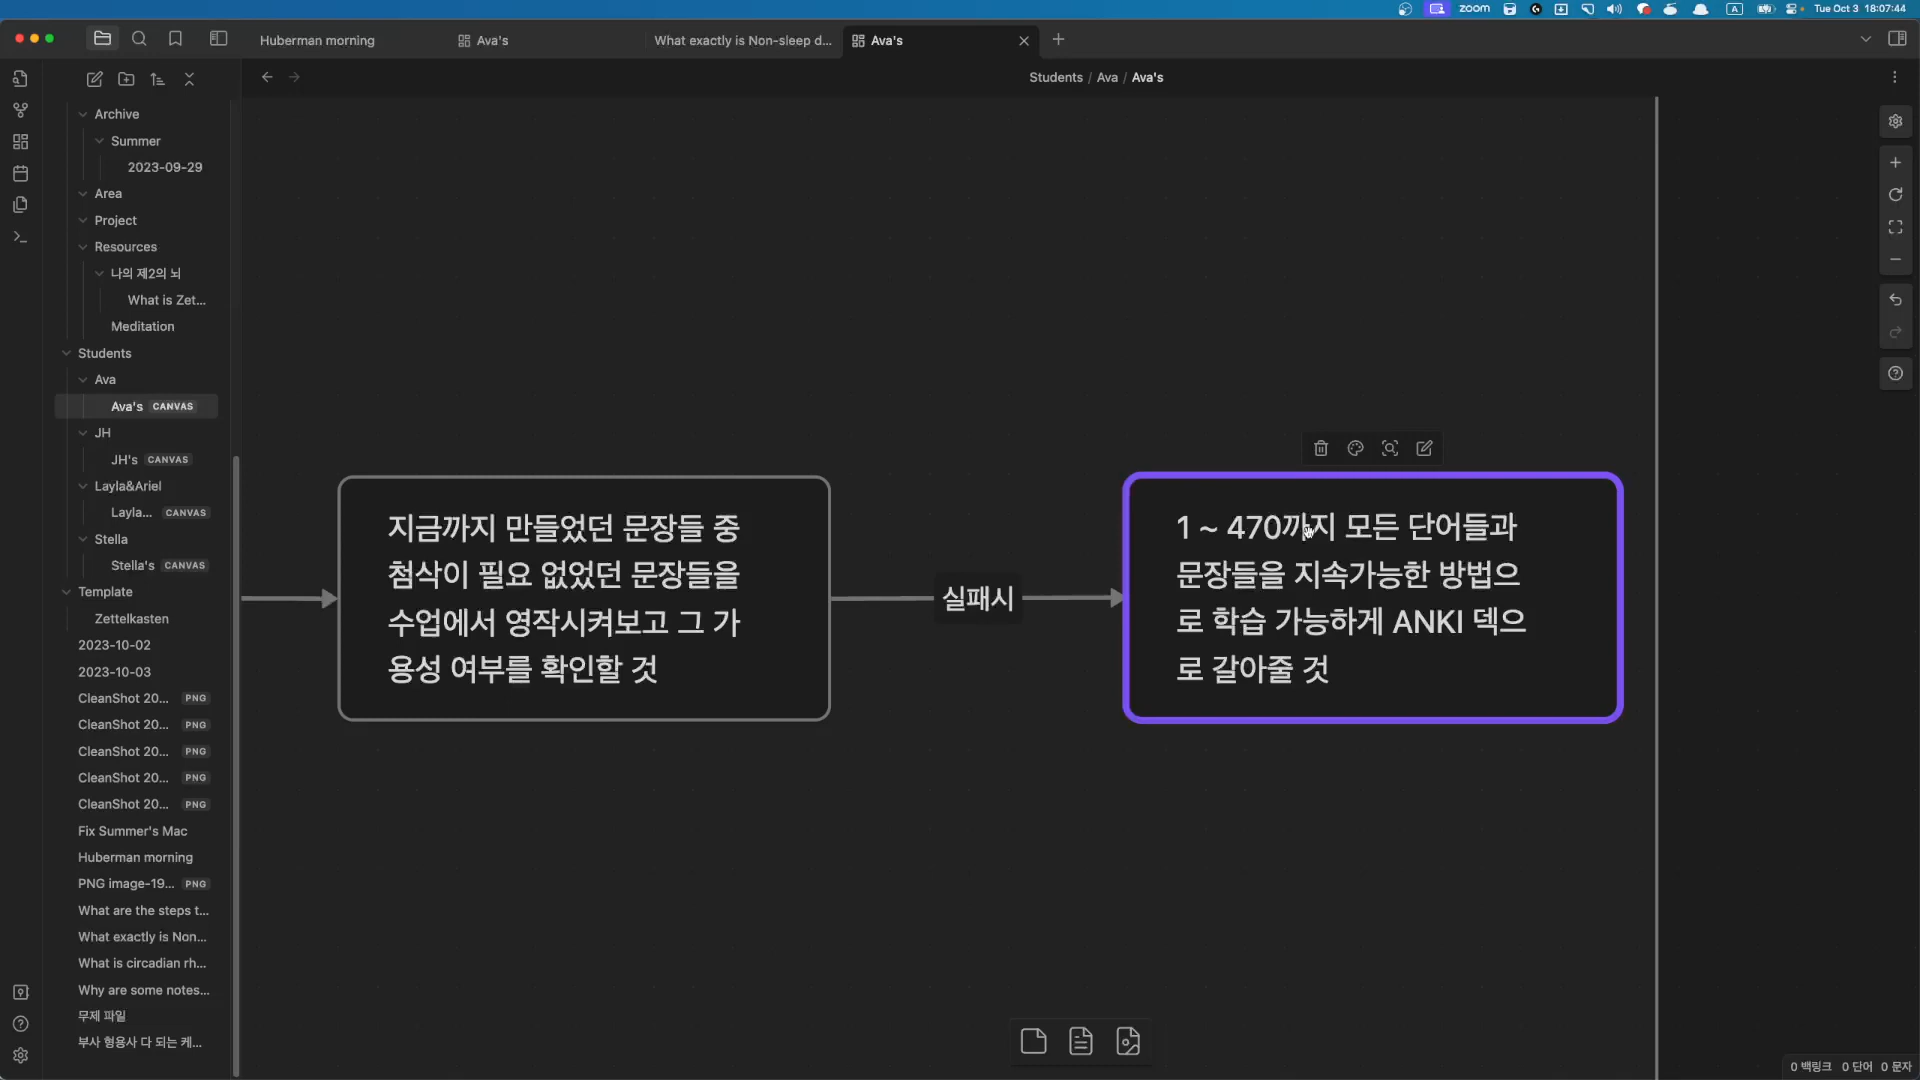 zoom
A
Tue Oct 3 18:07:44
Huberman morning
Ava's
What exactly is Non-sleep d...
Ava's
Students / Ava / Ava's
Archive
Summer
2023-09-29
Area
Project
Resources
나의 제2의 뇌
What is Zet...
Meditation
Students
Ava
Ava's CANVAS
JH
JH's CANVAS
Layla&Ariel
Layla... CANVAS
Stella
Stella's CANVAS
Template
Zettelkasten
2023-10-02
2023-10-03
CleanShot 20... PNG
CleanShot 20... PNG
CleanShot 20... PNG
CleanShot 20... PNG
CleanShot 20... PNG
Fix Summer's Mac
Huberman morning
PNG image-19... PNG
What are the steps t...
What exactly is Non...
What is circadian rh...
Why are some notes...
무제 파일
부사 형용사 다 되는 케...
지금까지 만들었던 문장들 중
첨삭이 필요 없었던 문장들을
수업에서 영작시켜보고 그 가
용성 여부를 확인할 것
실패시
1 ~ 470까지 모든 단어들과
문장들을 지속가능한 방법으
로 학습 가능하게 ANKI 덱으
로 갈아줄 것
0 백링크 0 단어 0 문자